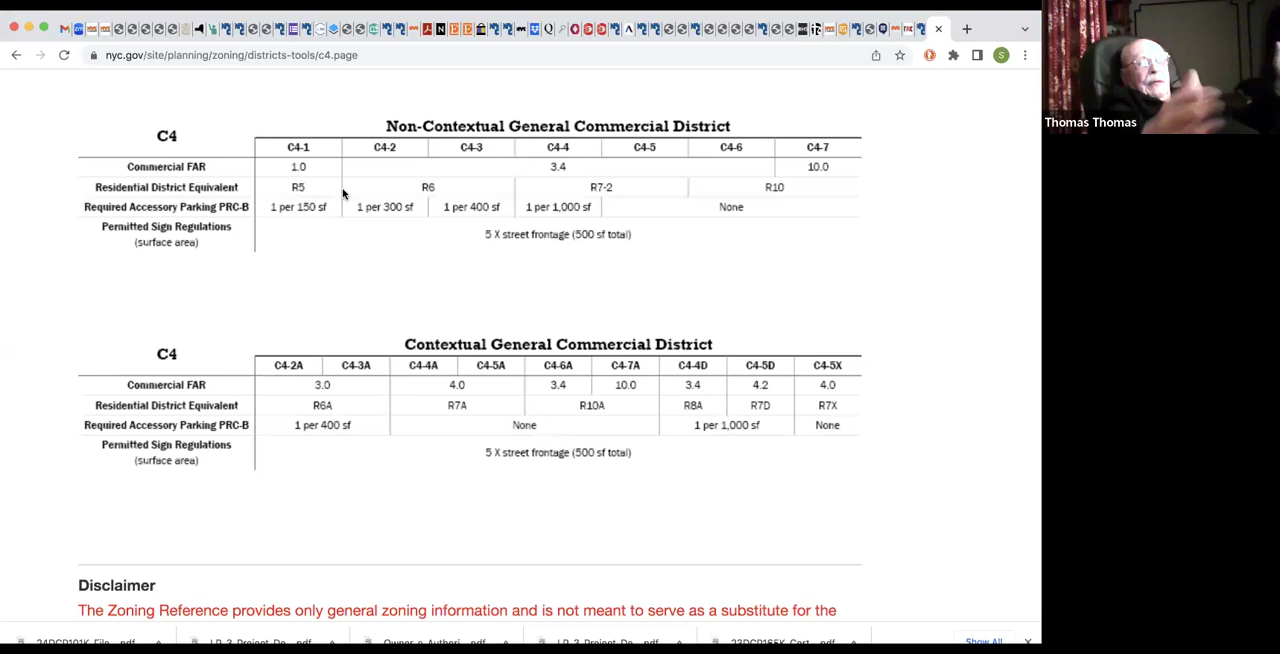 nyc.gov/site/planning/zoning/districts-tools/c4.page
S
Thomas Thomas
C4
Non-Contextual General Commercial District
C4-1 C4-2 C4-3 C4-4 C4-5 C4-6 C4-7
Commercial FAR 1.0 3.4 10.0
Residential District Equivalent R5 R6 R7-2 R10
Required Accessory Parking PRC-B 1 per 150 sf 1 per 300 sf 1 per 400 sf 1 per 1,000 sf None
Permitted Sign Regulations
(surface area)
5 X street frontage (500 sf total)
C4
Contextual General Commercial District
C4-2A C4-3A C4-4A C4-5A C4-6A C4-7A C4-4D C4-5D C4-5X
Commercial FAR 3.0 4.0 3.4 10.0 3.4 4.2 4.0
Residential District Equivalent R6A R7A R10A R8A R7D R7X
Required Accessory Parking PRC-B 1 per 400 sf None 1 per 1,000 sf None
Permitted Sign Regulations
(surface area)
5 X street frontage (500 sf total)
Disclaimer
The Zoning Reference provides only general zoning information and is not meant to serve as a substitute for the
Show All